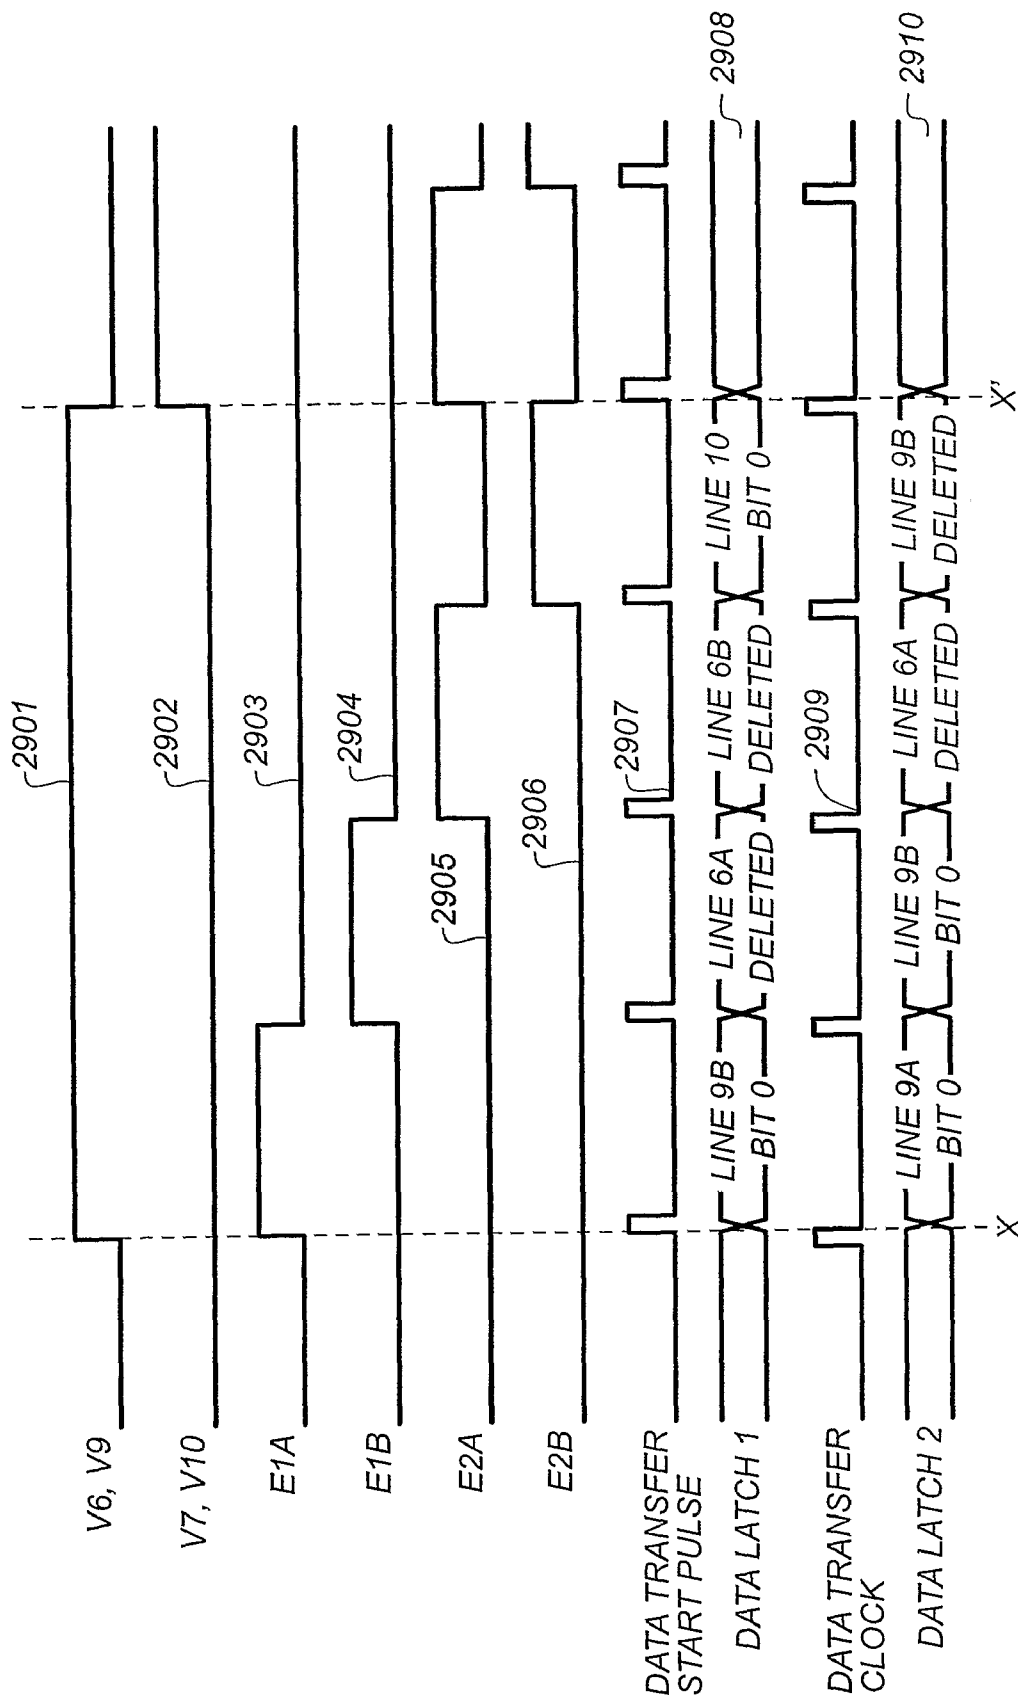 V6, V9
2901
V7, V10
2902
E1A
2903
E1B
2904
E2A
2905
E2B
2906
DATA TRANSFER
START PULSE
2907
DATA LATCH 1
LINE 9B
BIT 0
LINE 6A
DELETED
LINE 6B
DELETED
LINE 10
BIT 0
2908
DATA TRANSFER
CLOCK
2909
DATA LATCH 2
LINE 9A
BIT 0
LINE 9B
BIT 0
LINE 6A
DELETED
LINE 9B
DELETED
2910
X
X'